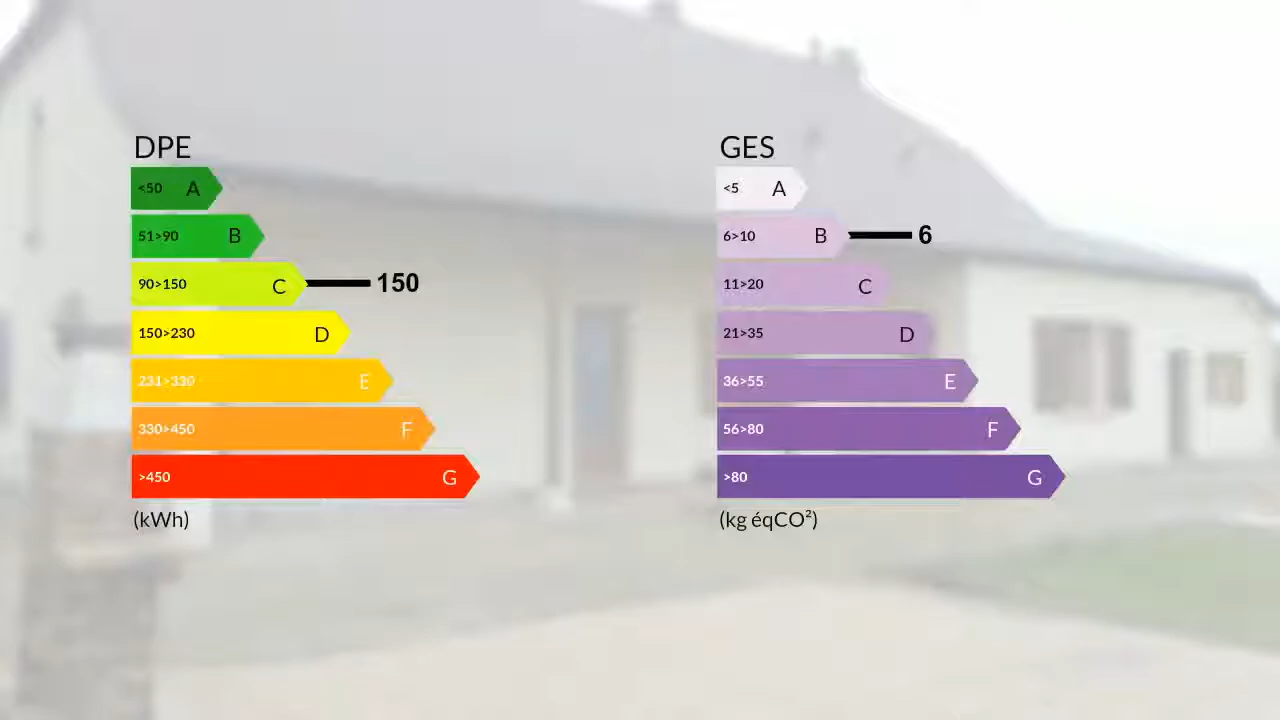 DPE
<50 A
51>90 B
90>150 C 150
150>230 D
231>330 E
330>450 F
>450 G
(kWh)
GES
<5 A
6>10 B 6
11>20 C
21>35 D
36>55 E
56>80 F
>80 G
(kg éqCO²)